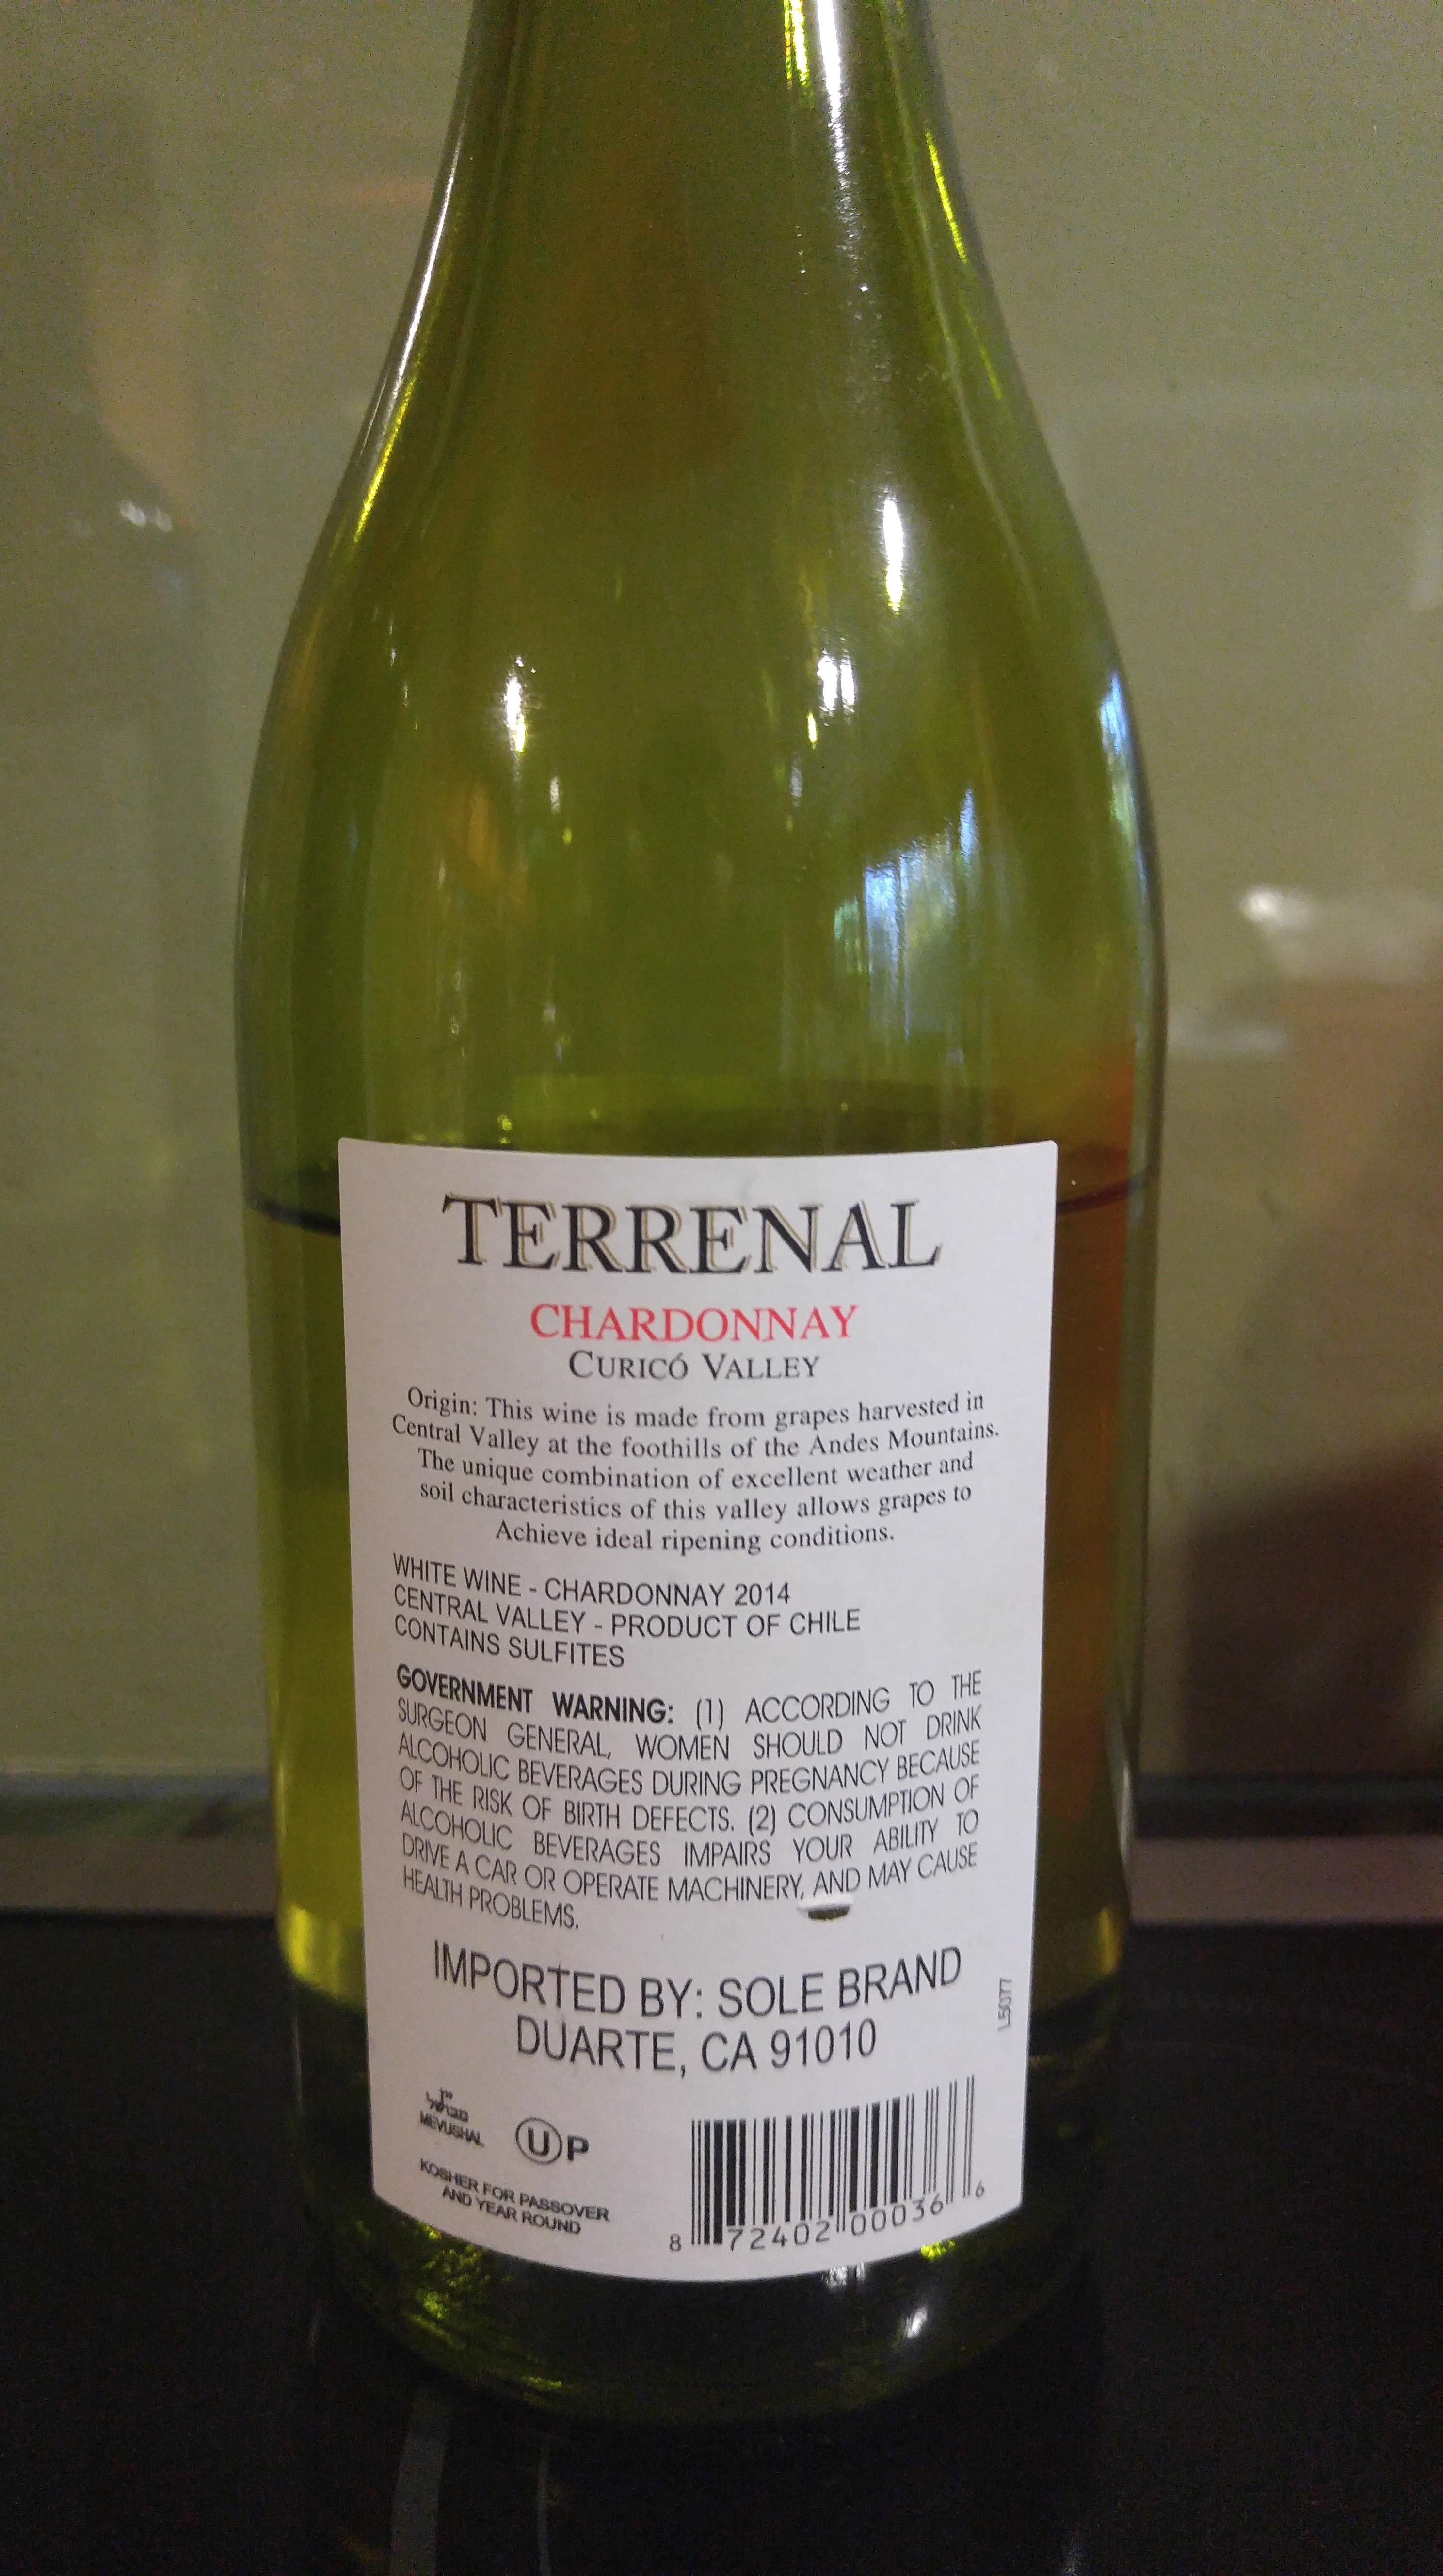 TERRENAL
CHARDONNAY
CURICÓ VALLEY
Origin: This wine is made from grapes harvested in
Central Valley at the foothills of the Andes Mountains.
The unique combination of excellent weather and
soil characteristics of this valley allows grapes to
Achieve ideal ripening conditions.
WHITE WINE - CHARDONNAY 2014
CENTRAL VALLEY - PRODUCT OF CHILE
CONTAINS SULFITES
GOVERNMENT WARNING: (1) ACCORDING TO THE
SURGEON GENERAL, WOMEN SHOULD NOT DRINK
ALCOHOLIC BEVERAGES DURING PREGNANCY BECAUSE
OF THE RISK OF BIRTH DEFECTS. (2) CONSUMPTION OF
ALCOHOLIC BEVERAGES IMPAIRS YOUR ABILITY TO
DRIVE A CAR OR OPERATE MACHINERY, AND MAY CAUSE
HEALTH PROBLEMS.
IMPORTED BY: SOLE BRAND
DUARTE, CA 91010
L5077
יין
מבושל
MEVUSHAL
U P
KOSHER FOR PASSOVER
AND YEAR ROUND
8 72402 00036 6